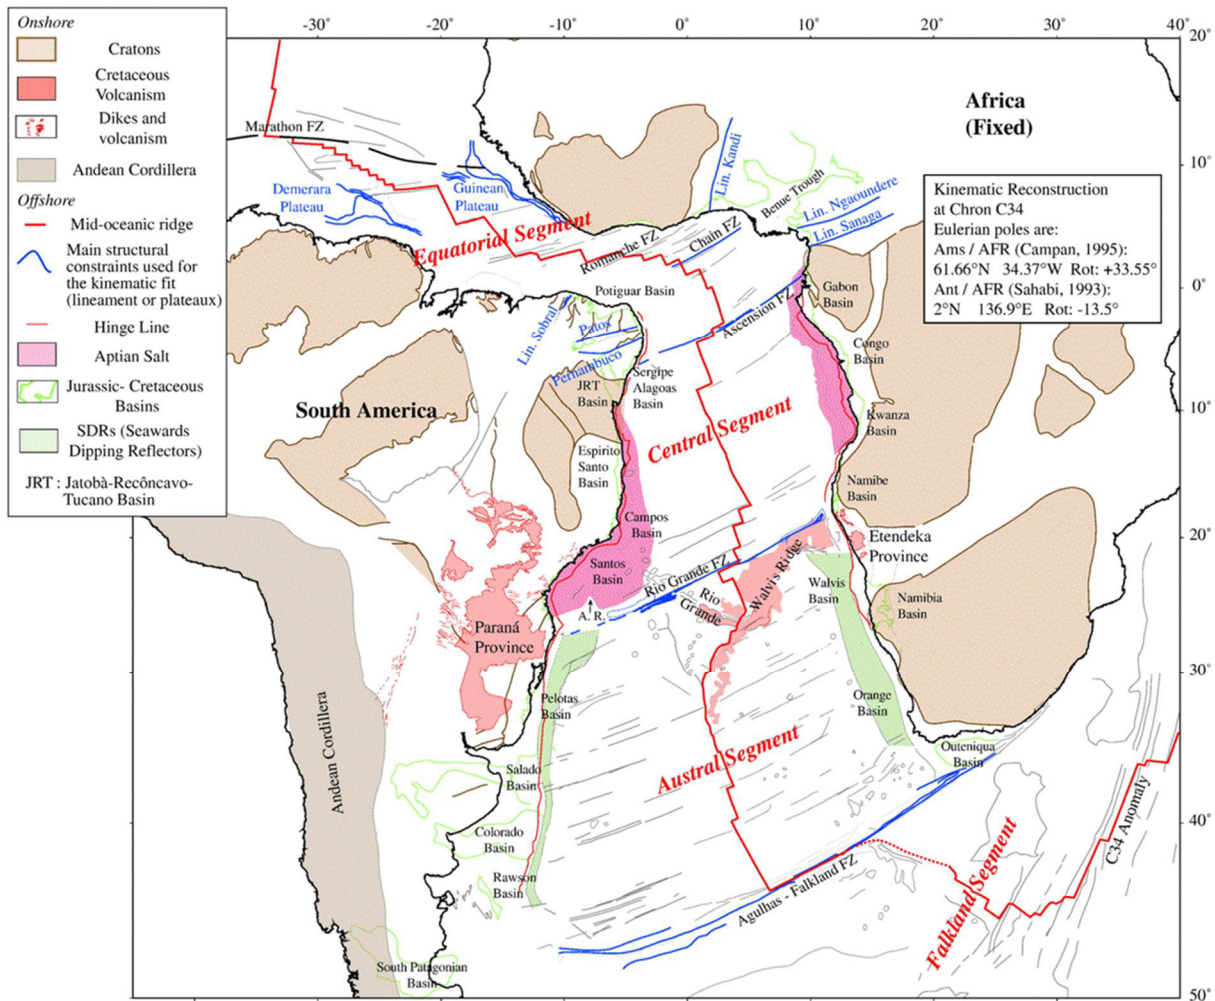 Onshore
Cratons
Cretaceous
Volcanism
Dikes and
volcanism
Andean Cordillera
Offshore
Mid-oceanic ridge
Main structural
constraints used for
the kinematic fit
(lineament or plateaux)
Hinge Line
Aptian Salt
Jurassic- Cretaceous
Basins
SDRs (Seawards
Dipping Reflectors)
JRT : Jatobà-Recôncavo-
Tucano Basin
-30°
-20°
-10°
0°
10°
20°
30°
40°
20°
10°
0°
10°
20°
30°
40°
50°
Africa
(Fixed)
Kinematic Reconstruction
at Chron C34
Eulerian poles are:
Ams / AFR (Campan, 1995):
61.66°N 34.37°W Rot: +33.55°
Ant / AFR (Sahabi, 1993):
2°N 136.9°E Rot: -13.5°
Marathon FZ
Demerara
Plateau
Guinean
Plateau
Equatorial Segment
Romanche FZ
Chain FZ
Lin. Kandi
Benue Trough
Lin. Ngaoundere
Lin. Sanaga
Potiguar Basin
Ascension FZ
Gabon
Basin
Lin. Sobral
Patos
Pernambuco
Congo
Basin
JRT
Basin
Sergipe
Alagoas
Basin
South America
Central Segment
Kwanza
Basin
Espirito
Santo
Basin
Namibe
Basin
Campos
Basin
Etendeka
Province
Santos
Basin
Rio Grande FZ
Walvis Ridge
Walvis
Basin
Rio
Grande
Namibia
Basin
A. R.
Paraná
Province
Pelotas
Basin
Orange
Basin
Andean Cordillera
Austral Segment
Outeniqua
Basin
Salado
Basin
Colorado
Basin
Rawson
Basin
Agulhas - Falkland FZ
Falkland Segment
C34 Anomaly
South Patagonian
Basin